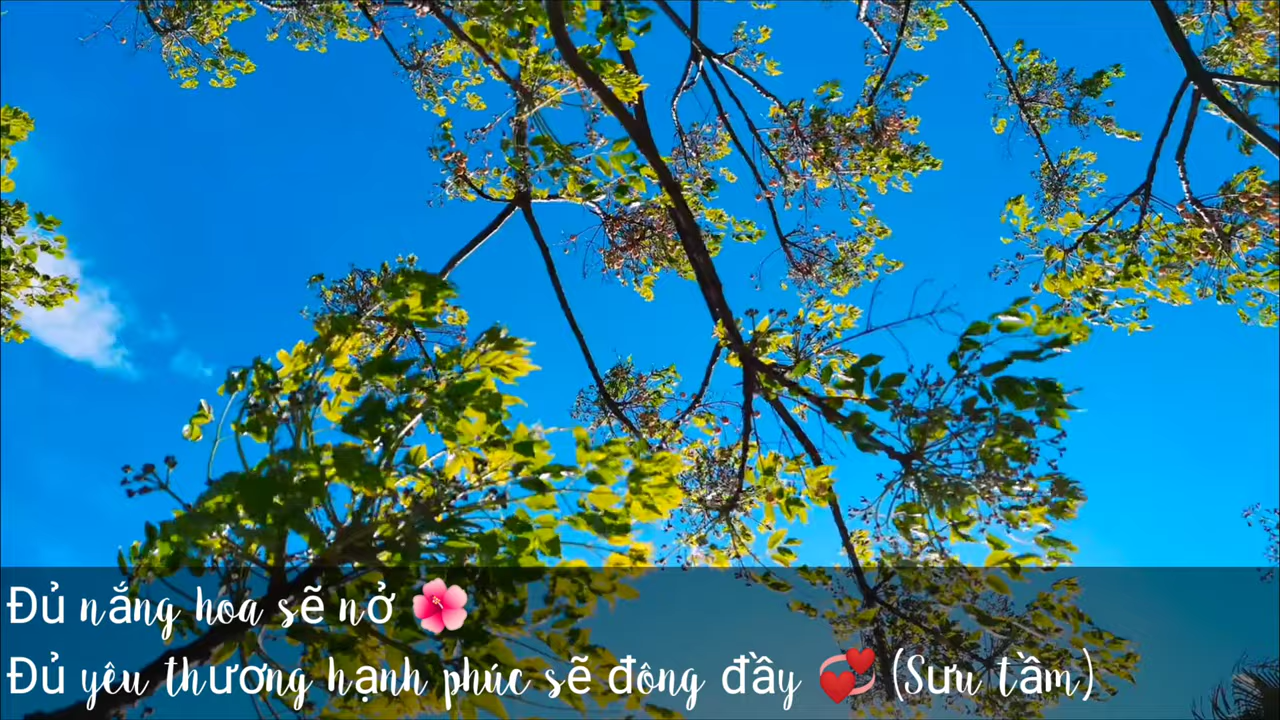 Đủ nắng hoa sẽ nở 🌺
Đủ yêu thương hạnh phúc sẽ đông đầy 💞 (Sưu tầm)